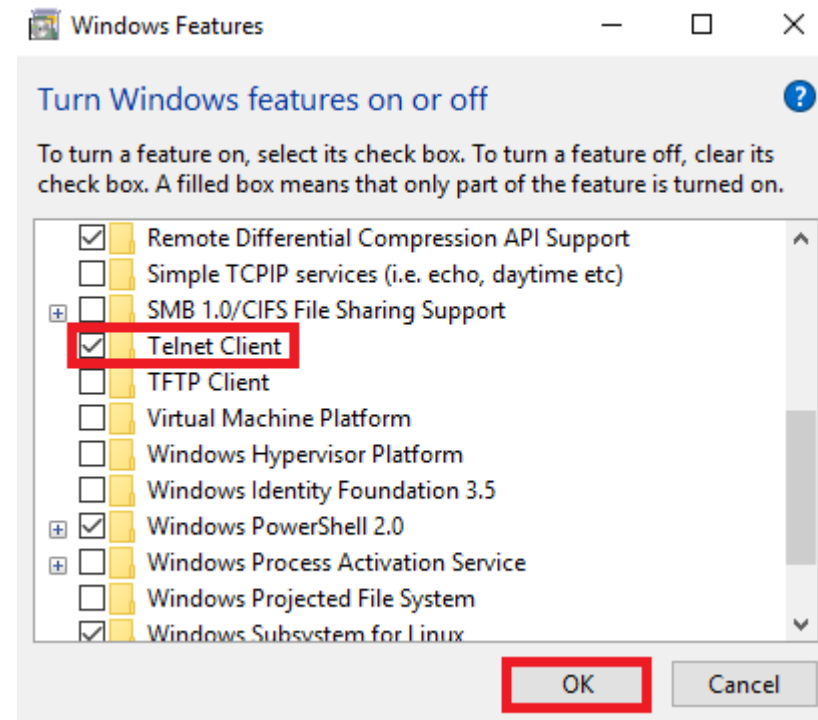 Windows Features
Turn Windows features on or off
To turn a feature on, select its check box. To turn a feature off, clear its
check box. A filled box means that only part of the feature is turned on.
Remote Differential Compression API Support
Simple TCPIP services (i.e. echo, daytime etc)
SMB 1.0/CIFS File Sharing Support
Telnet Client
TFTP Client
Virtual Machine Platform
Windows Hypervisor Platform
Windows Identity Foundation 3.5
Windows PowerShell 2.0
Windows Process Activation Service
Windows Projected File System
Windows Subsystem for Linux
OK Cancel